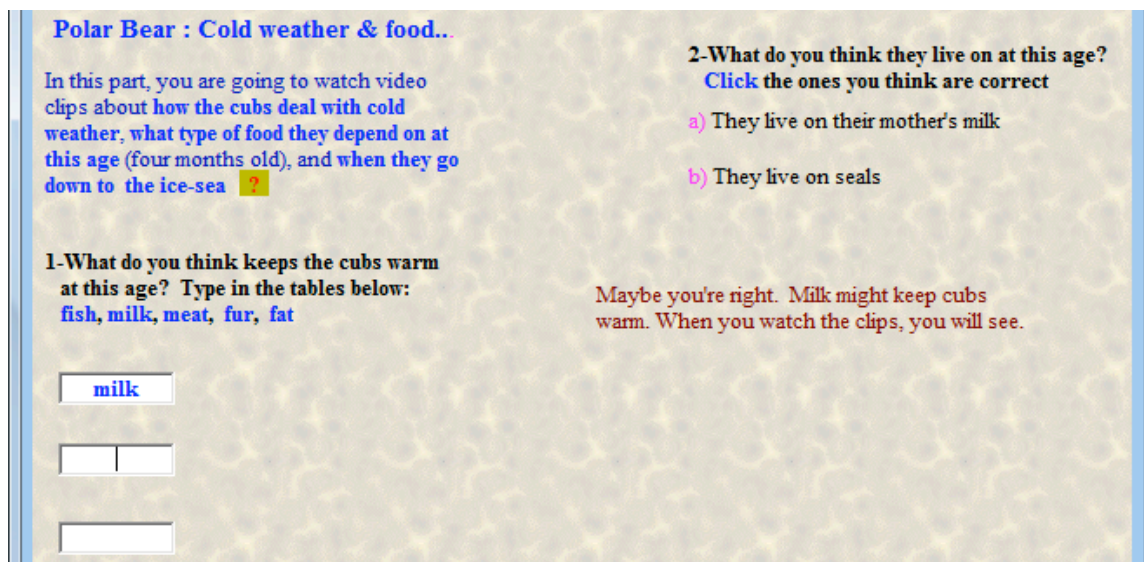 Polar Bear : Cold weather & food...
In this part, you are going to watch video
clips about how the cubs deal with cold
weather, what type of food they depend on at
this age (four months old), and when they go
down to the ice-sea ?
1-What do you think keeps the cubs warm
at this age? Type in the tables below:
fish, milk, meat, fur, fat
milk
2-What do you think they live on at this age?
Click the ones you think are correct
a) They live on their mother's milk
b) They live on seals
Maybe you're right. Milk might keep cubs
warm. When you watch the clips, you will see.